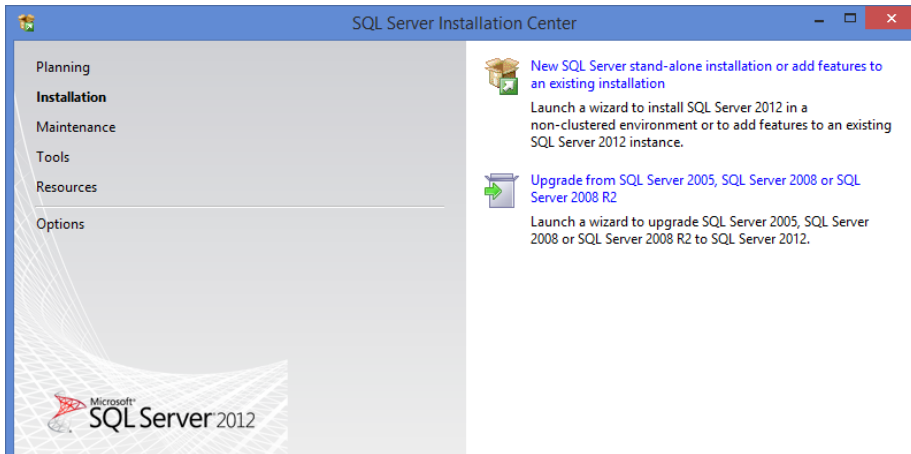 SQL Server Installation Center
Planning
Installation
Maintenance
Tools
Resources
Options
New SQL Server stand-alone installation or add features to
an existing installation
Launch a wizard to install SQL Server 2012 in a
non-clustered environment or to add features to an existing
SQL Server 2012 instance.
Upgrade from SQL Server 2005, SQL Server 2008 or SQL
Server 2008 R2
Launch a wizard to upgrade SQL Server 2005, SQL Server
2008 or SQL Server 2008 R2 to SQL Server 2012.
Microsoft®
SQL Server® 2012